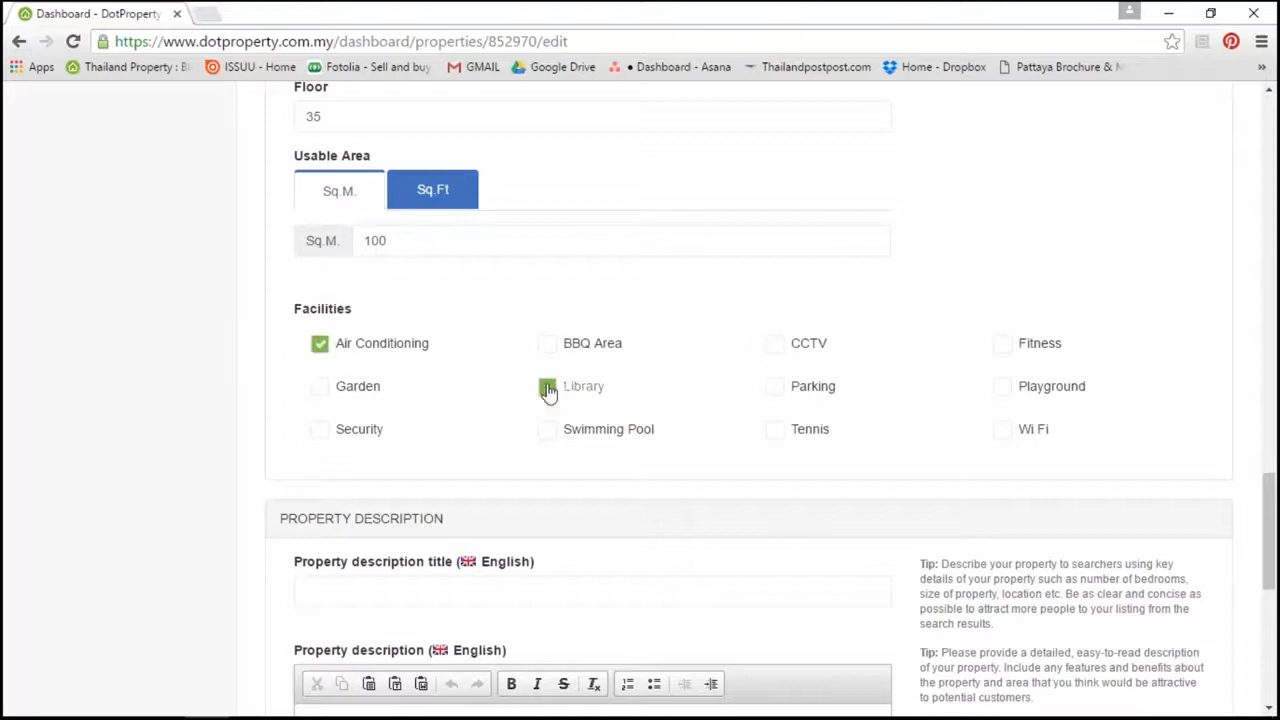 Dashboard - DotProperty
https://www.dotproperty.com.my/dashboard/properties/852970/edit
Apps Thailand Property : B ISSUU - Home Fotolia - Sell and buy GMAIL Google Drive • Dashboard - Asana Thailandpostpost.com Home - Dropbox Pattaya Brochure & »
Floor
35
Usable Area
Sq.M. Sq.Ft
Sq.M. 100
Facilities
Air Conditioning BBQ Area CCTV Fitness
Garden Library Parking Playground
Security Swimming Pool Tennis Wi Fi
PROPERTY DESCRIPTION
Property description title (English)
Tip: Describe your property to searchers using key
details of your property such as number of bedrooms,
size of property, location etc. Be as clear and concise as
possible to attract more people to your listing from the
search results.
Property description (English)
Tip: Please provide a detailed, easy-to-read description
of your property. Include any features and benefits about
the property and area that you think would be attractive
to potential customers.
B I S Tx